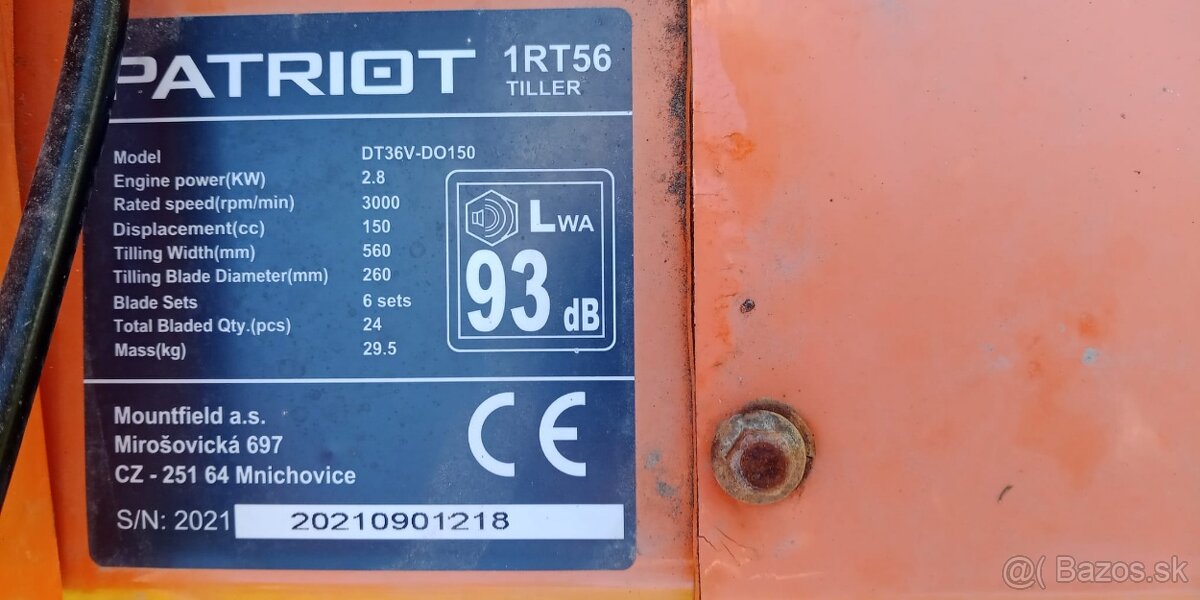 PATRIOT 1RT56
TILLER
Model DT36V-DO150
Engine power(KW) 2.8
Rated speed(rpm/min) 3000
Displacement(cc) 150
Tilling Width(mm) 560
Tilling Blade Diameter(mm) 260
Blade Sets 6 sets
Total Bladed Qty.(pcs) 24
Mass(kg) 29.5
LWA
93 dB
Mountfield a.s.
Mirošovická 697
CZ - 251 64 Mnichovice
CE
S/N: 2021 20210901218
@( Bazos.sk